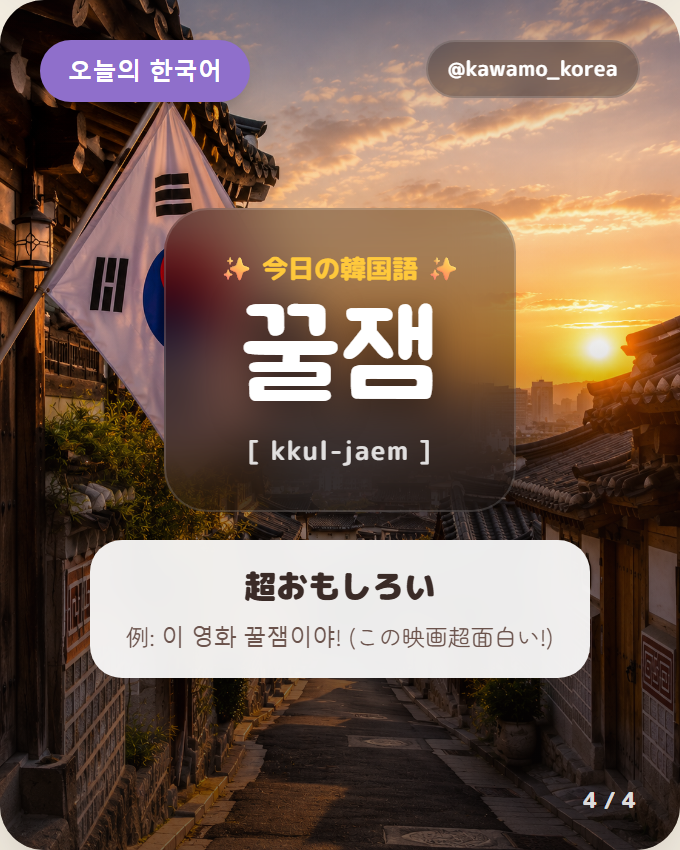 오늘의 한국어
@kawamo_korea
✨ 今日の韓国語 ✨
꿀잼
[ kkul-jaem ]
超おもしろい
例: 이 영화 꿀잼이야! (この映画超面白い!)
4 / 4